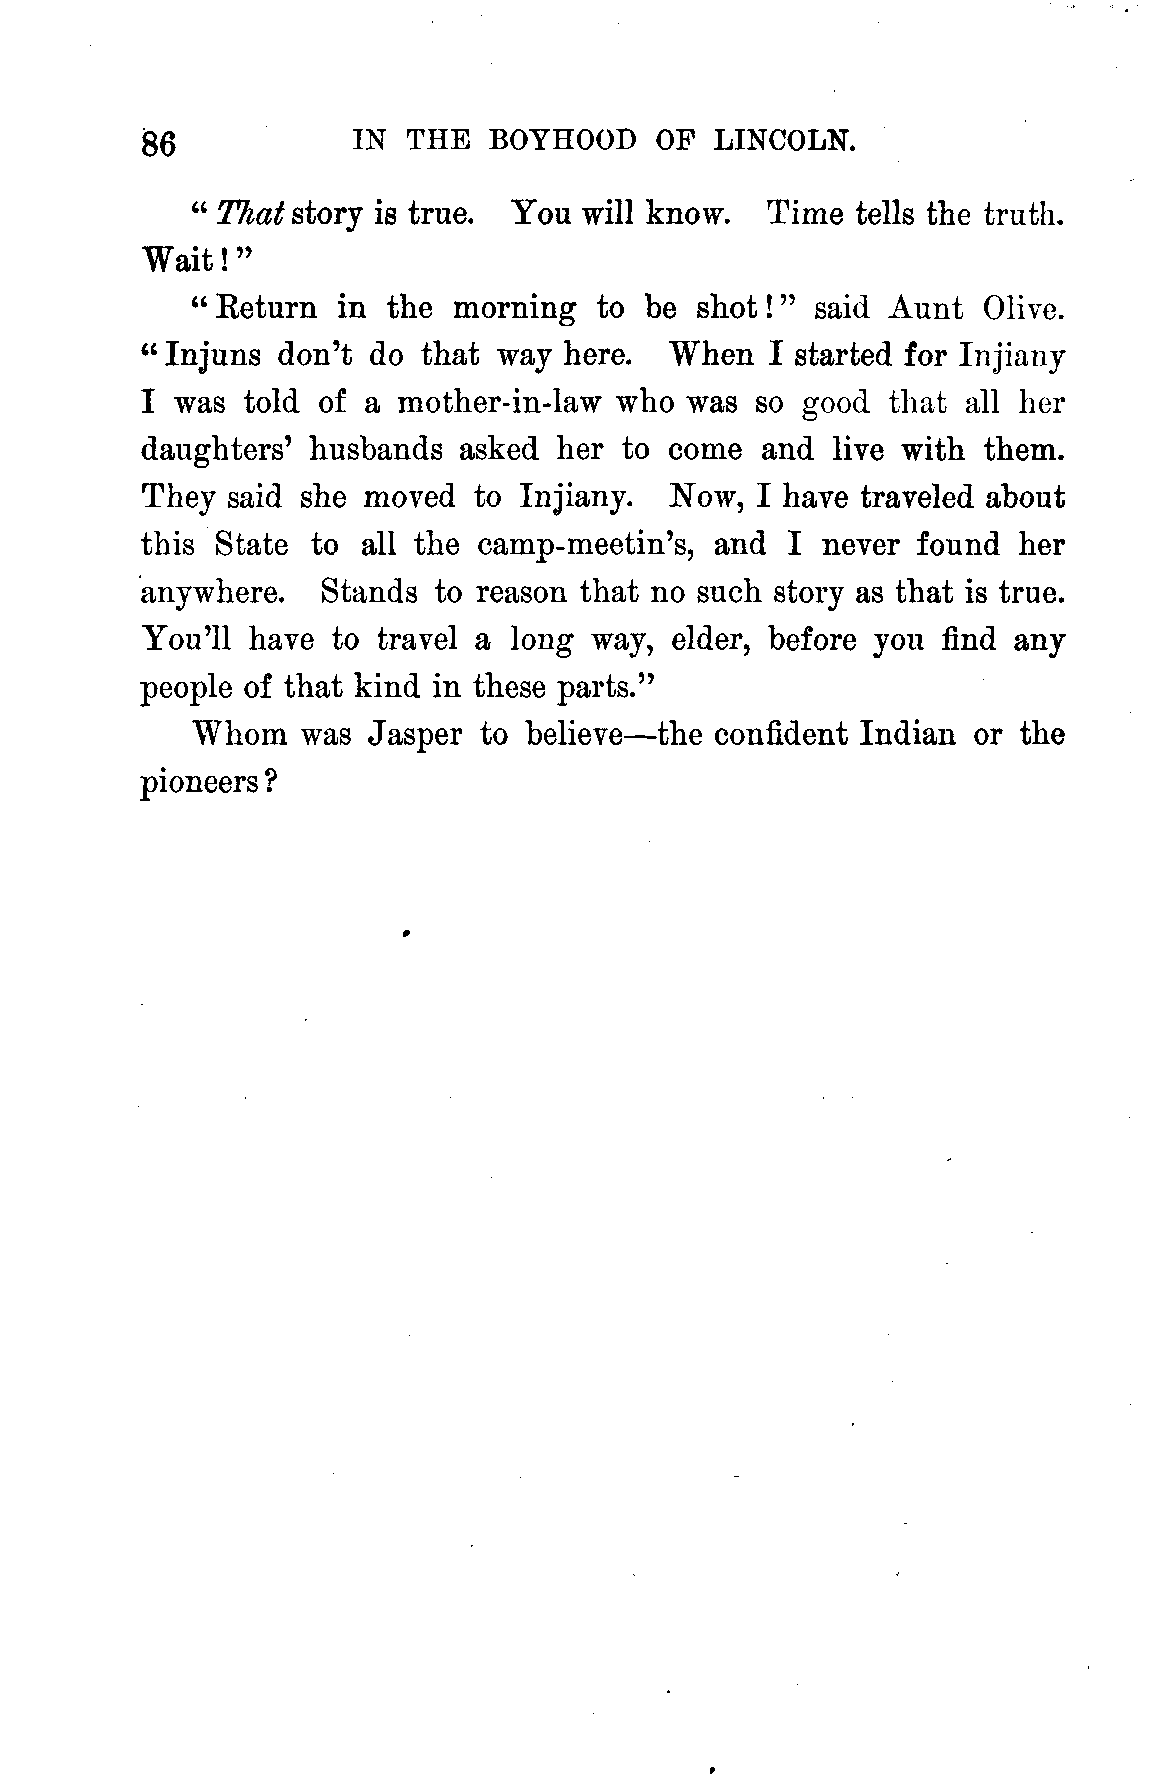 86 IN THE BOYHOOD OF LINCOLN.
“ That story is true. You will know. Time tells the truth.
Wait ! ”
“ Return in the morning to be shot ! ” said Aunt Olive.
“ Injuns don’t do that way here. When I started for Injiany
I was told of a mother-in-law who was so good that all her
daughters’ husbands asked her to come and live with them.
They said she moved to Injiany. Now, I have traveled about
this State to all the camp-meetin’s, and I never found her
anywhere. Stands to reason that no such story as that is true.
You’ll have to travel a long way, elder, before you find any
people of that kind in these parts.”
Whom was Jasper to believe—the confident Indian or the
pioneers ?